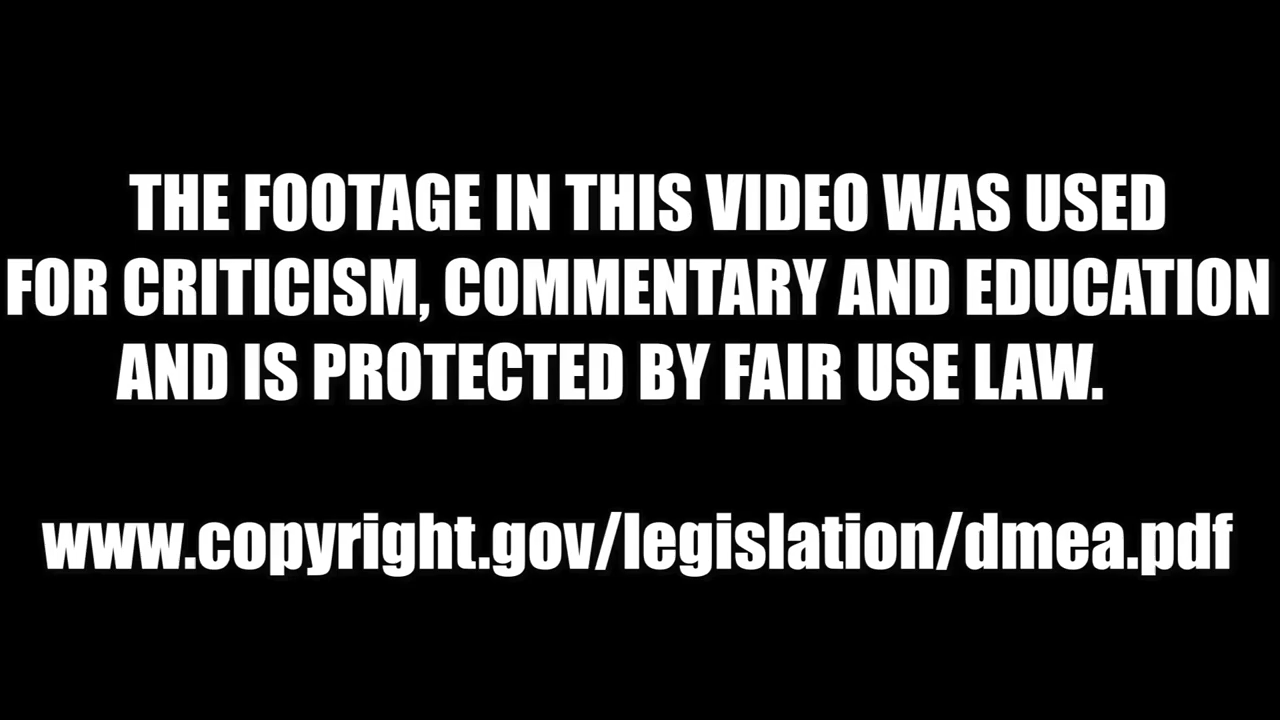 THE FOOTAGE IN THIS VIDEO WAS USED
FOR CRITICISM, COMMENTARY AND EDUCATION
AND IS PROTECTED BY FAIR USE LAW.
www.copyright.gov/legislation/dmea.pdf